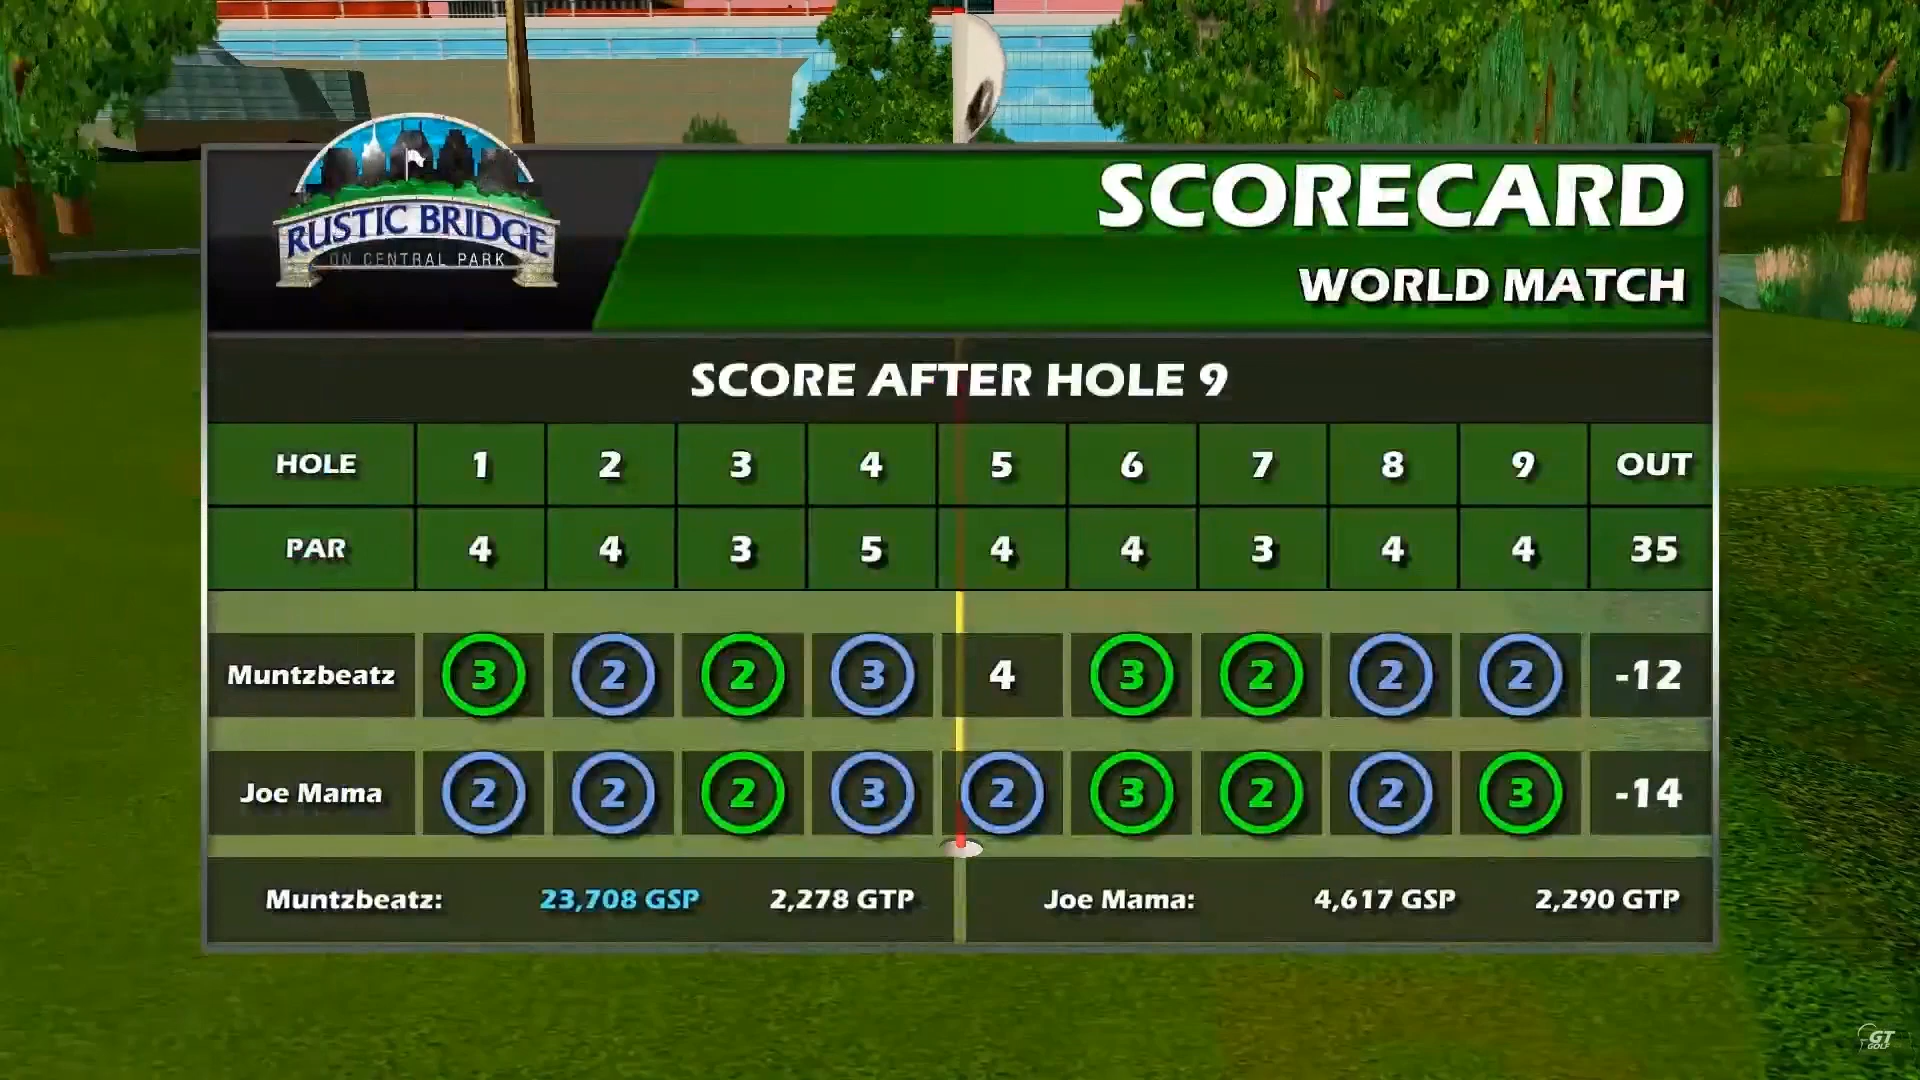 RUSTIC BRIDGE
ON CENTRAL PARK
SCORECARD
WORLD MATCH
SCORE AFTER HOLE 9
HOLE 1 2 3 4 5 6 7 8 9 OUT
PAR 4 4 3 5 4 4 3 4 4 35
Muntzbeatz 3 2 2 3 4 3 2 2 2 -12
Joe Mama 2 2 2 3 2 3 2 2 3 -14
Muntzbeatz: 23,708 GSP 2,278 GTP Joe Mama: 4,617 GSP 2,290 GTP
GT
GOLF